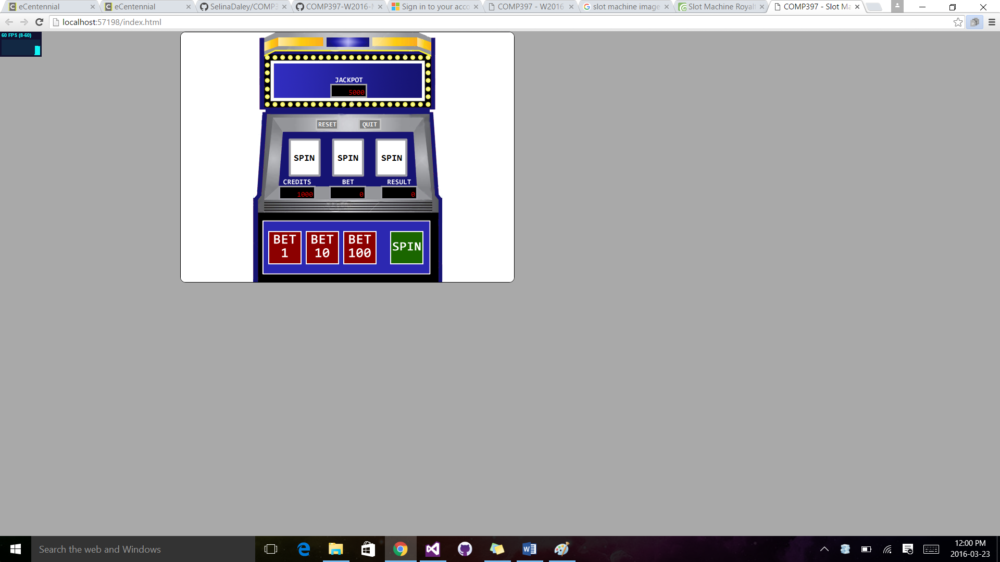 eCentennial
eCentennial
SelinaDaley/COMP3
COMP397-W2016-M
Sign in to your acco
COMP397 - W2016
slot machine image
Slot Machine Royalt
COMP397 - Slot Ma
localhost:57198/index.html
60 FPS (8-60)
JACKPOT
5000
RESET QUIT
SPIN SPIN SPIN
CREDITS BET RESULT
1000 0 0
BET BET BET
1 10 100
SPIN
Search the web and Windows
12:00 PM
2016-03-23